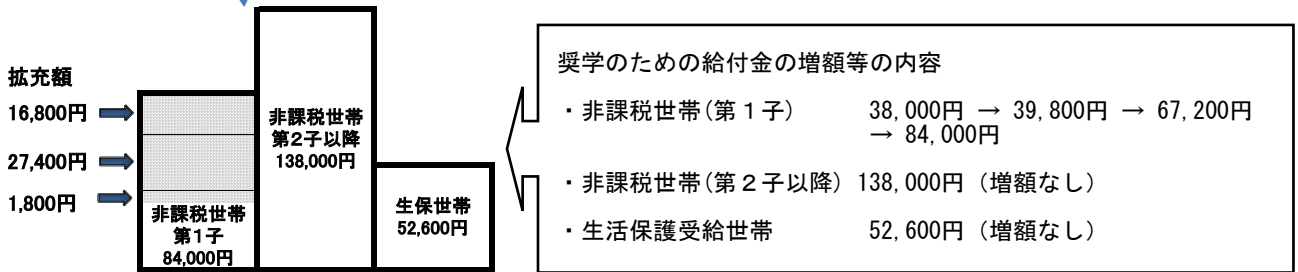 拡充額
16,800円
27,400円
1,800円
非課税世帯
第1子
84,000円
非課税世帯
第2子以降
138,000円
生保世帯
52,600円
奨学のための給付金の増額等の内容
・非課税世帯(第１子) 38,000円 → 39,800円 → 67,200円
→ 84,000円
・非課税世帯(第２子以降) 138,000円（増額なし）
・生活保護受給世帯 52,600円（増額なし）